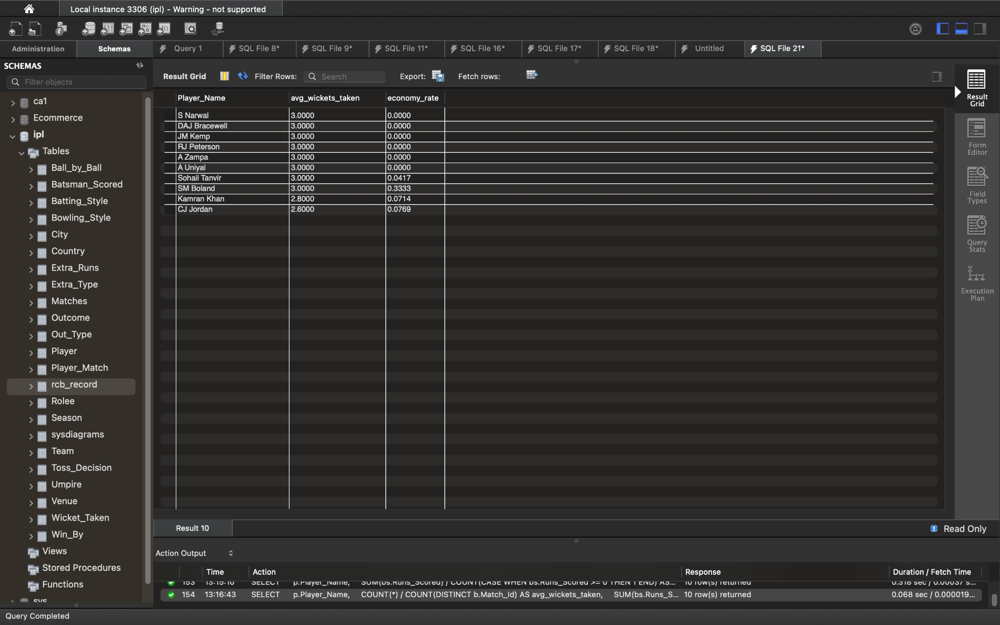 Local instance 3306 (ipl) - Warning - not supported
Administration
Schemas
Query 1
SQL File 8*
SQL File 9*
SQL File 11*
SQL File 16*
SQL File 17*
SQL File 18*
Untitled
SQL File 21*
SCHEMAS
Filter objects
ca1
Ecommerce
ipl
Tables
Ball_by_Ball
Batsman_Scored
Batting_Style
Bowling_Style
City
Country
Extra_Runs
Extra_Type
Matches
Outcome
Out_Type
Player
Player_Match
rcb_record
Rolee
Season
sysdiagrams
Team
Toss_Decision
Umpire
Venue
Wicket_Taken
Win_By
Views
Stored Procedures
Functions
sys
Result Grid
Filter Rows:
Search
Export:
Fetch rows:
Player_Name avg_wickets_taken economy_rate
S Narwal 3.0000 0.0000
DAJ Bracewell 3.0000 0.0000
JM Kemp 3.0000 0.0000
RJ Peterson 3.0000 0.0000
A Zampa 3.0000 0.0000
A Uniyal 3.0000 0.0000
Sohail Tanvir 3.0000 0.0417
SM Boland 3.0000 0.3333
Kamran Khan 2.8000 0.0714
CJ Jordan 2.6000 0.0769
Result
Grid
Form
Editor
Field
Types
Query
Stats
Execution
Plan
Result 10
Read Only
Action Output
Time Action Response Duration / Fetch Time
153 13:15:10 SELECT p.Player_Name, SUM(bs.Runs_Scored) / COUNT(CASE WHEN bs.Runs_Scored >= 0 THEN 1 END) AS... 10 row(s) returned 0.318 sec / 0.00037 s...
154 13:16:43 SELECT p.Player_Name, COUNT(*) / COUNT(DISTINCT b.Match_Id) AS avg_wickets_taken, SUM(bs.Runs_S... 10 row(s) returned 0.068 sec / 0.000019...
Query Completed